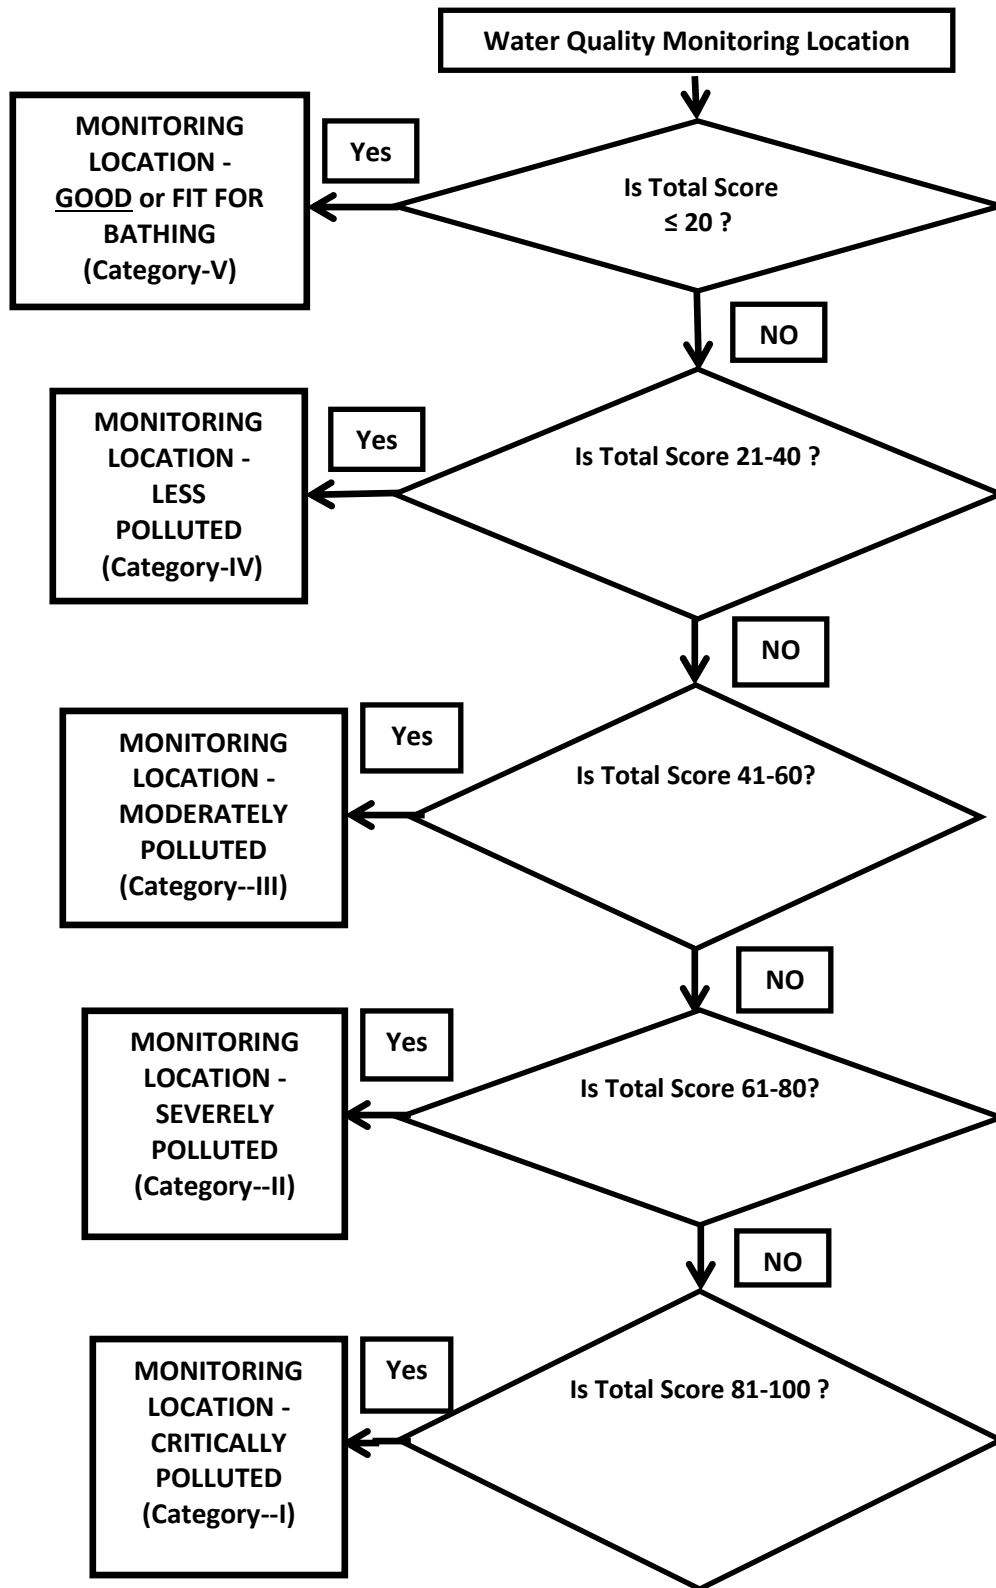 Water Quality Monitoring Location
MONITORING
LOCATION -
GOOD or FIT FOR
BATHING
(Category-V)
Yes
Is Total Score
≤ 20 ?
NO
MONITORING
LOCATION -
LESS
POLLUTED
(Category-IV)
Yes
Is Total Score 21-40 ?
NO
MONITORING
LOCATION -
MODERATELY
POLLUTED
(Category--III)
Yes
Is Total Score 41-60?
NO
MONITORING
LOCATION -
SEVERELY
POLLUTED
(Category--II)
Yes
Is Total Score 61-80?
NO
MONITORING
LOCATION -
CRITICALLY
POLLUTED
(Category--I)
Yes
Is Total Score 81-100 ?